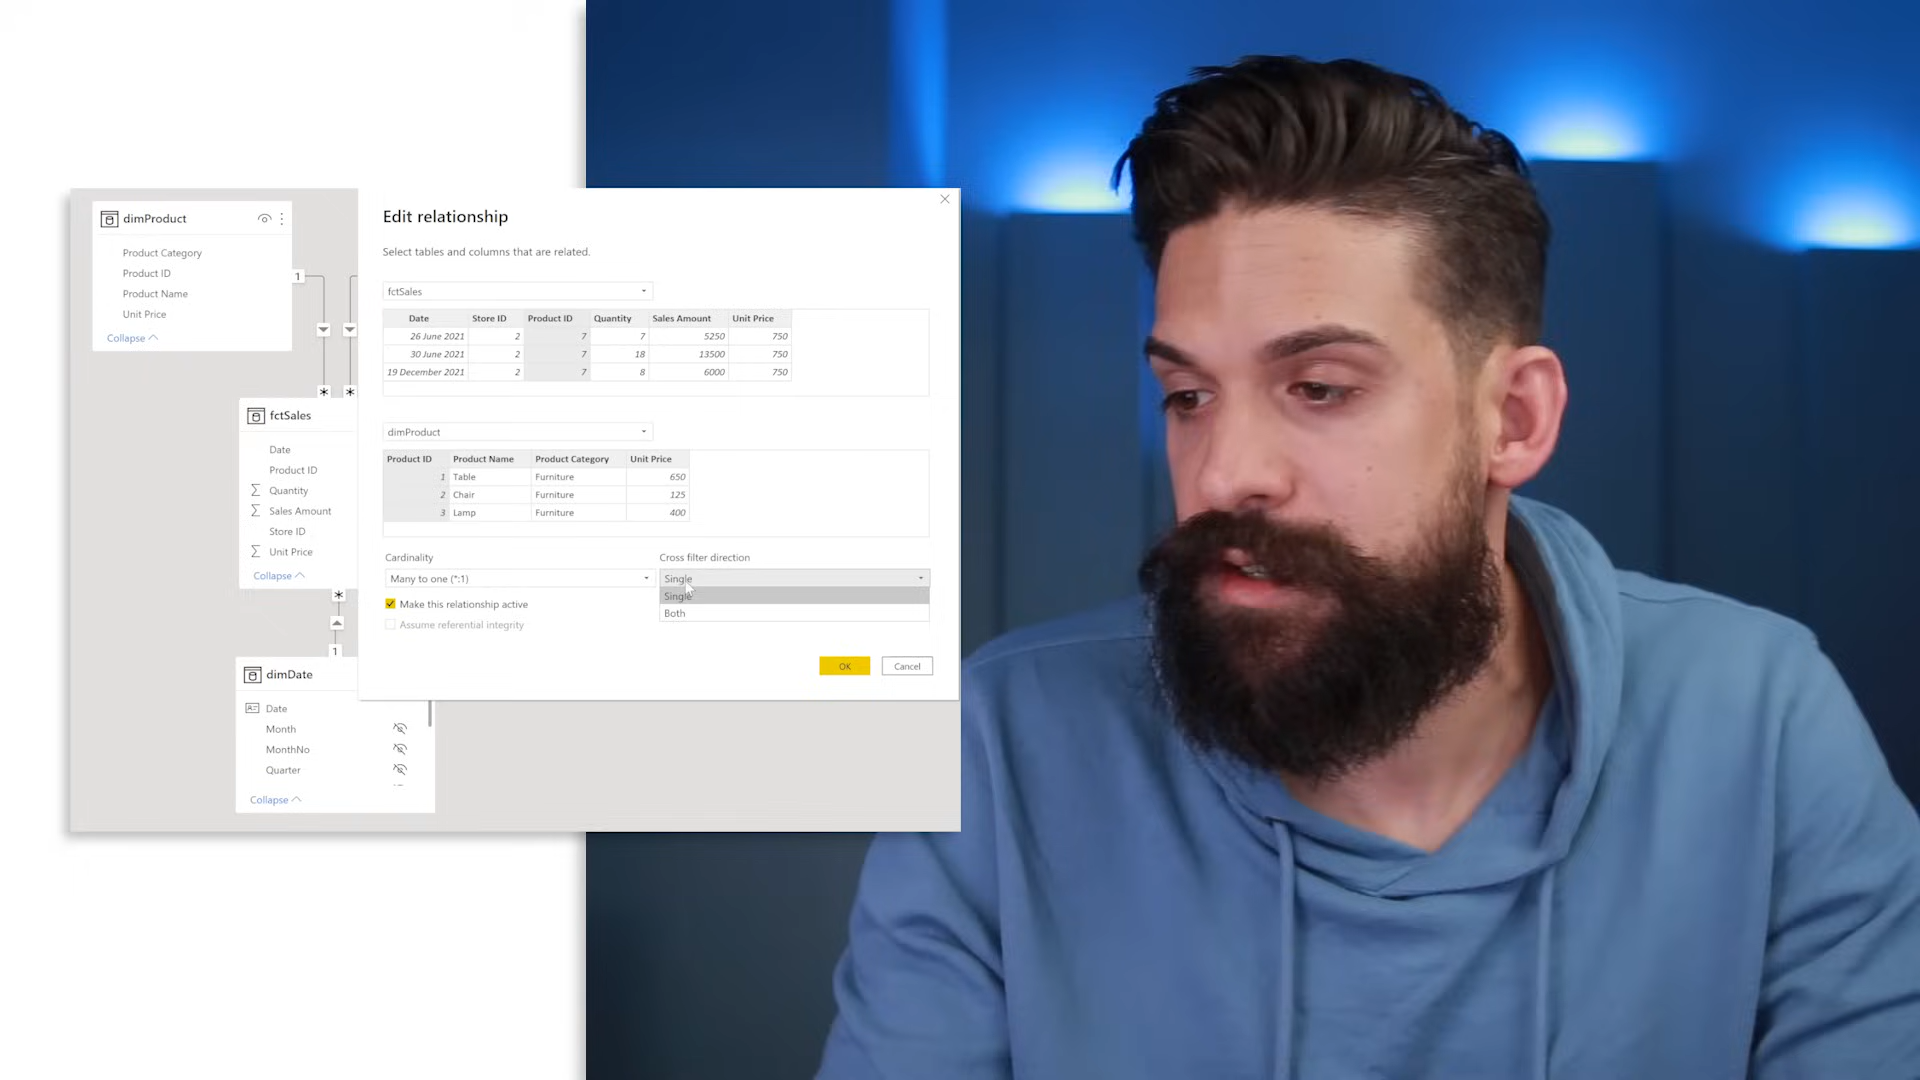 dimProduct
Product Category
Product ID
Product Name
Unit Price
Collapse
1
*
*
fctSales
Date
Product ID
Quantity
Sales Amount
Store ID
Unit Price
Collapse
*
1
dimDate
Date
Month
MonthNo
Quarter
Collapse
Edit relationship
Select tables and columns that are related.
fctSales
Date Store ID Product ID Quantity Sales Amount Unit Price
26 June 2021 2 7 7 5250 750
30 June 2021 2 7 18 13500 750
19 December 2021 2 7 8 6000 750
dimProduct
Product ID Product Name Product Category Unit Price
1 Table Furniture 650
2 Chair Furniture 125
3 Lamp Furniture 400
Cardinality
Many to one (*:1)
Make this relationship active
Assume referential integrity
Cross filter direction
Single
Single
Both
OK Cancel